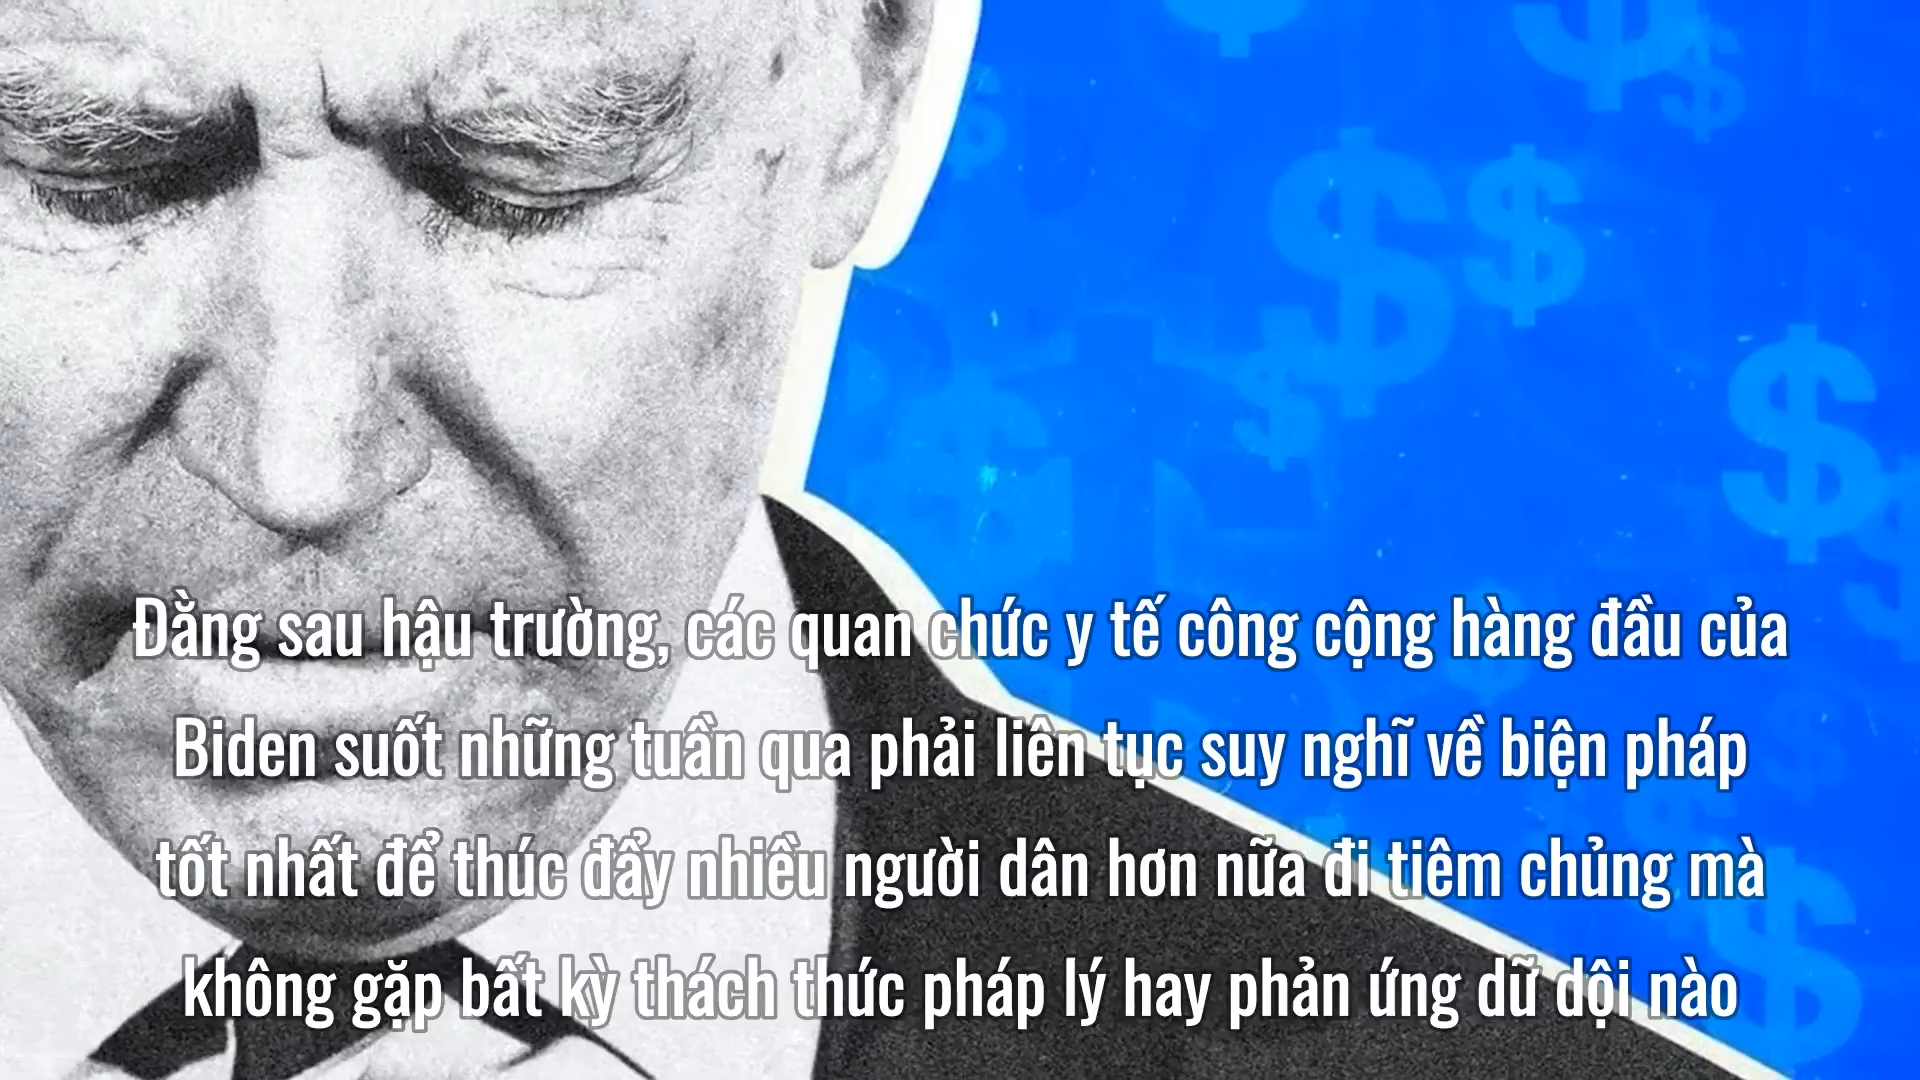 Đằng sau hậu trường, các quan chức y tế công cộng hàng đầu của
Biden suốt những tuần qua phải liên tục suy nghĩ về biện pháp
tốt nhất để thúc đẩy nhiều người dân hơn nữa đi tiêm chủng mà
không gặp bất kỳ thách thức pháp lý hay phản ứng dữ dội nào